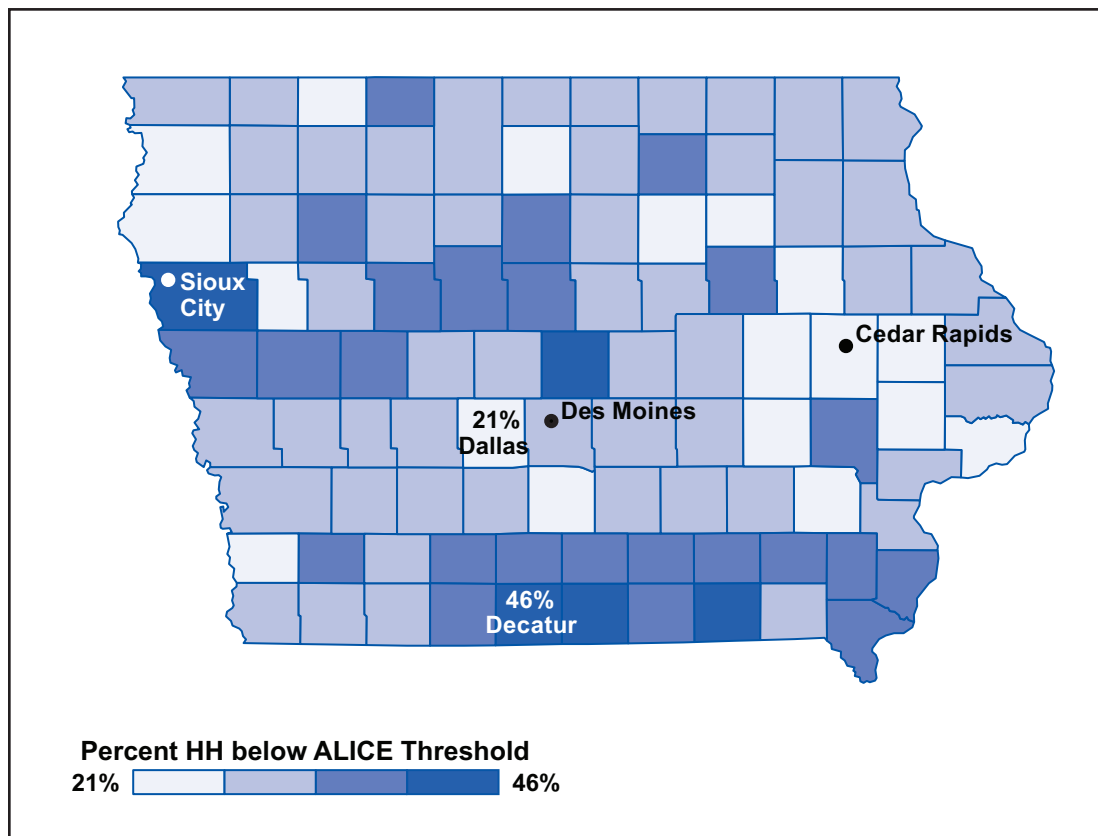 Sioux
City
Cedar Rapids
Des Moines
21%
Dallas
46%
Decatur
Percent HH below ALICE Threshold
21%
46%